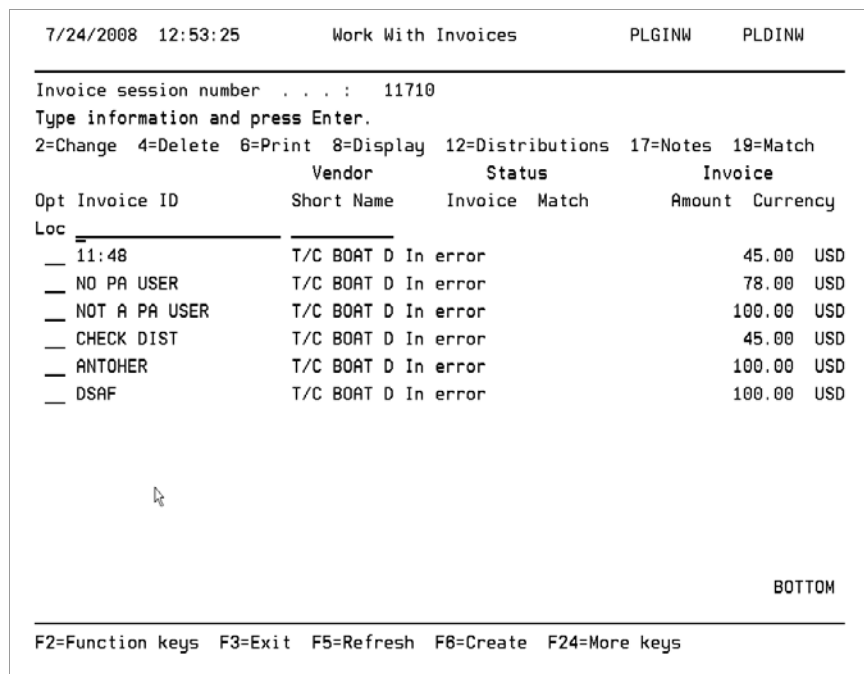 7/24/2008 12:53:25 Work With Invoices PLGINW PLDINW
Invoice session number . . . : 11710
Type information and press Enter.
2=Change 4=Delete 6=Print 8=Display 12=Distributions 17=Notes 19=Match
Vendor Status Invoice
Opt Invoice ID Short Name Invoice Match Amount Currency
Loc
11:48 T/C BOAT D In error 45.00 USD
NO PA USER T/C BOAT D In error 78.00 USD
NOT A PA USER T/C BOAT D In error 100.00 USD
CHECK DIST T/C BOAT D In error 45.00 USD
ANTOHER T/C BOAT D In error 100.00 USD
DSAF T/C BOAT D In error 100.00 USD
BOTTOM
F2=Function keys F3=Exit F5=Refresh F6=Create F24=More keys